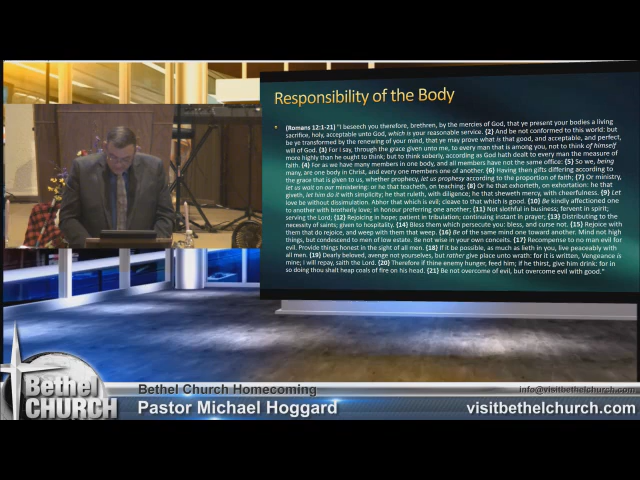 Responsibility of the Body
• (Romans 12:1-21) "I beseech you therefore, brethren, by the mercies of God, that ye present your bodies a living
sacrifice, holy, acceptable unto God, which is your reasonable service. {2} And be not conformed to this world: but
be ye transformed by the renewing of your mind, that ye may prove what is that good, and acceptable, and perfect,
will of God. {3} For I say, through the grace given unto me, to every man that is among you, not to think of himself
more highly than he ought to think; but to think soberly, according as God hath dealt to every man the measure of
faith. {4} For as we have many members in one body, and all members have not the same office: {5} So we, being
many, are one body in Christ, and every one members one of another. {6} Having then gifts differing according to
the grace that is given to us, whether prophecy, let us prophesy according to the proportion of faith; {7} Or ministry,
let us wait on our ministering: or he that teacheth, on teaching; {8} Or he that exhorteth, on exhortation: he that
giveth, let him do it with simplicity; he that ruleth, with diligence; he that sheweth mercy, with cheerfulness. {9} Let
love be without dissimulation. Abhor that which is evil; cleave to that which is good. {10} Be kindly affectioned one
to another with brotherly love; in honour preferring one another; {11} Not slothful in business; fervent in spirit;
serving the Lord; {12} Rejoicing in hope; patient in tribulation; continuing instant in prayer; {13} Distributing to the
necessity of saints; given to hospitality. {14} Bless them which persecute you: bless, and curse not. {15} Rejoice with
them that do rejoice, and weep with them that weep. {16} Be of the same mind one toward another. Mind not high
things, but condescend to men of low estate. Be not wise in your own conceits. {17} Recompense to no man evil for
evil. Provide things honest in the sight of all men. {18} If it be possible, as much as lieth in you, live peaceably with
all men. {19} Dearly beloved, avenge not yourselves, but rather give place unto wrath: for it is written, Vengeance is
mine; I will repay, saith the Lord. {20} Therefore if thine enemy hunger, feed him; if he thirst, give him drink: for in
so doing thou shalt heap coals of fire on his head. {21} Be not overcome of evil, but overcome evil with good."
Bethel
CHURCH
Bethel Church Homecoming
info@visitbethelchurch.com
Pastor Michael Hoggard
visitbethelchurch.com